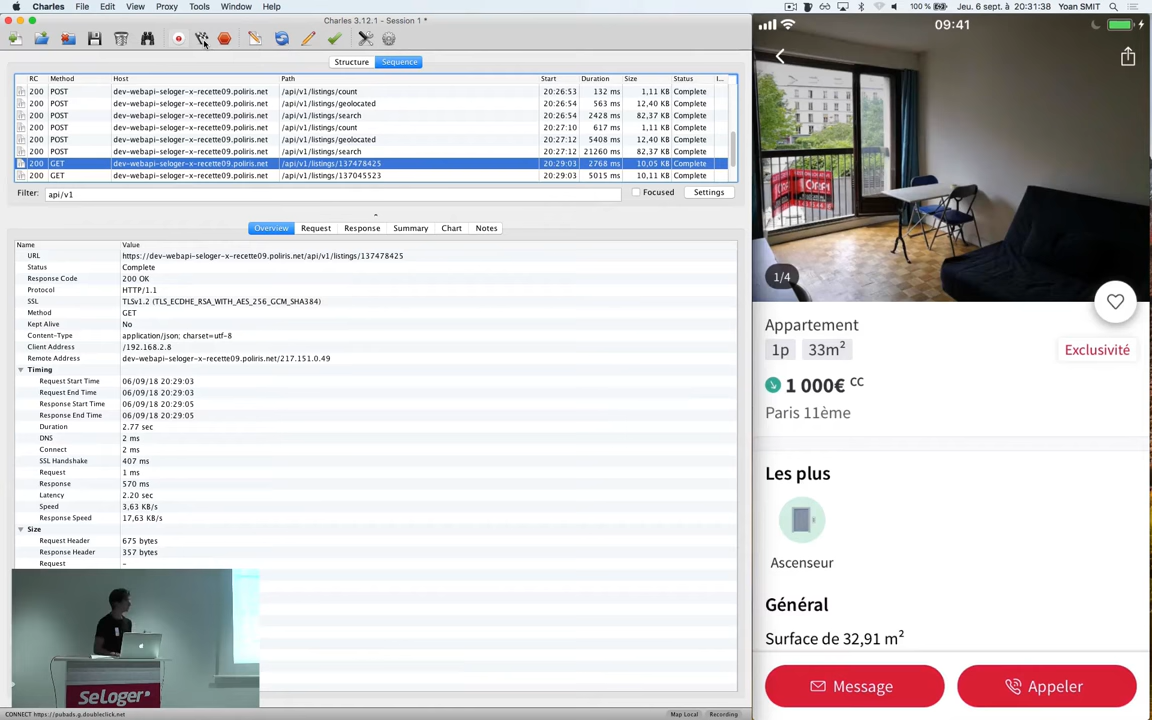 Charles File Edit View Proxy Tools Window Help 100 % Jeu. 6 sept. à 20:31:38 Yoan SMIT
Charles 3.12.1 - Session 1 *
Structure Sequence
RC Method Host Path Start Duration Size Status I...
200 POST dev-webapi-seloger-x-recette09.poliris.net /api/v1/listings/count 20:26:53 132 ms 1,11 KB Complete
200 POST dev-webapi-seloger-x-recette09.poliris.net /api/v1/listings/geolocated 20:26:54 563 ms 12,40 KB Complete
200 POST dev-webapi-seloger-x-recette09.poliris.net /api/v1/listings/search 20:26:54 2428 ms 82,37 KB Complete
200 POST dev-webapi-seloger-x-recette09.poliris.net /api/v1/listings/count 20:27:10 617 ms 1,11 KB Complete
200 POST dev-webapi-seloger-x-recette09.poliris.net /api/v1/listings/geolocated 20:27:12 5408 ms 12,40 KB Complete
200 POST dev-webapi-seloger-x-recette09.poliris.net /api/v1/listings/search 20:27:12 21260 ms 82,37 KB Complete
200 GET dev-webapi-seloger-x-recette09.poliris.net /api/v1/listings/137478425 20:29:03 2768 ms 10,05 KB Complete
200 GET dev-webapi-seloger-x-recette09.poliris.net /api/v1/listings/137045523 20:29:03 5015 ms 11,61 KB Complete
Filter: api/v1 Focused Settings
Overview Request Response Summary Chart Notes
Name Value
URL https://dev-webapi-seloger-x-recette09.poliris.net/api/v1/listings/137478425
Status Complete
Response Code 200 OK
Protocol HTTP/1.1
SSL TLSv1.2 (TLS_ECDHE_RSA_WITH_AES_256_GCM_SHA384)
Method GET
Kept Alive No
Content-Type application/json; charset=utf-8
Client Address /192.168.2.8
Remote Address dev-webapi-seloger-x-recette09.poliris.net/217.151.0.49
Timing
Request Start Time 06/09/18 20:29:03
Request End Time 06/09/18 20:29:03
Response Start Time 06/09/18 20:29:05
Response End Time 06/09/18 20:29:05
Duration 2.77 sec
DNS 2 ms
Connect 2 ms
SSL Handshake 407 ms
Request 1 ms
Response 570 ms
Latency 2.20 sec
Speed 3,63 KB/s
Response Speed 17,63 KB/s
Size
Request Header 675 bytes
Response Header 357 bytes
Request -
SeLoger
CONNECT https://pubads.g.doubleclick.net Map Local Recording
09:41
1/4
Appartement
1p 33m² Exclusivité
1 000€ CC
Paris 11ème
Les plus
Ascenseur
Général
Surface de 32,91 m²
Message Appeler